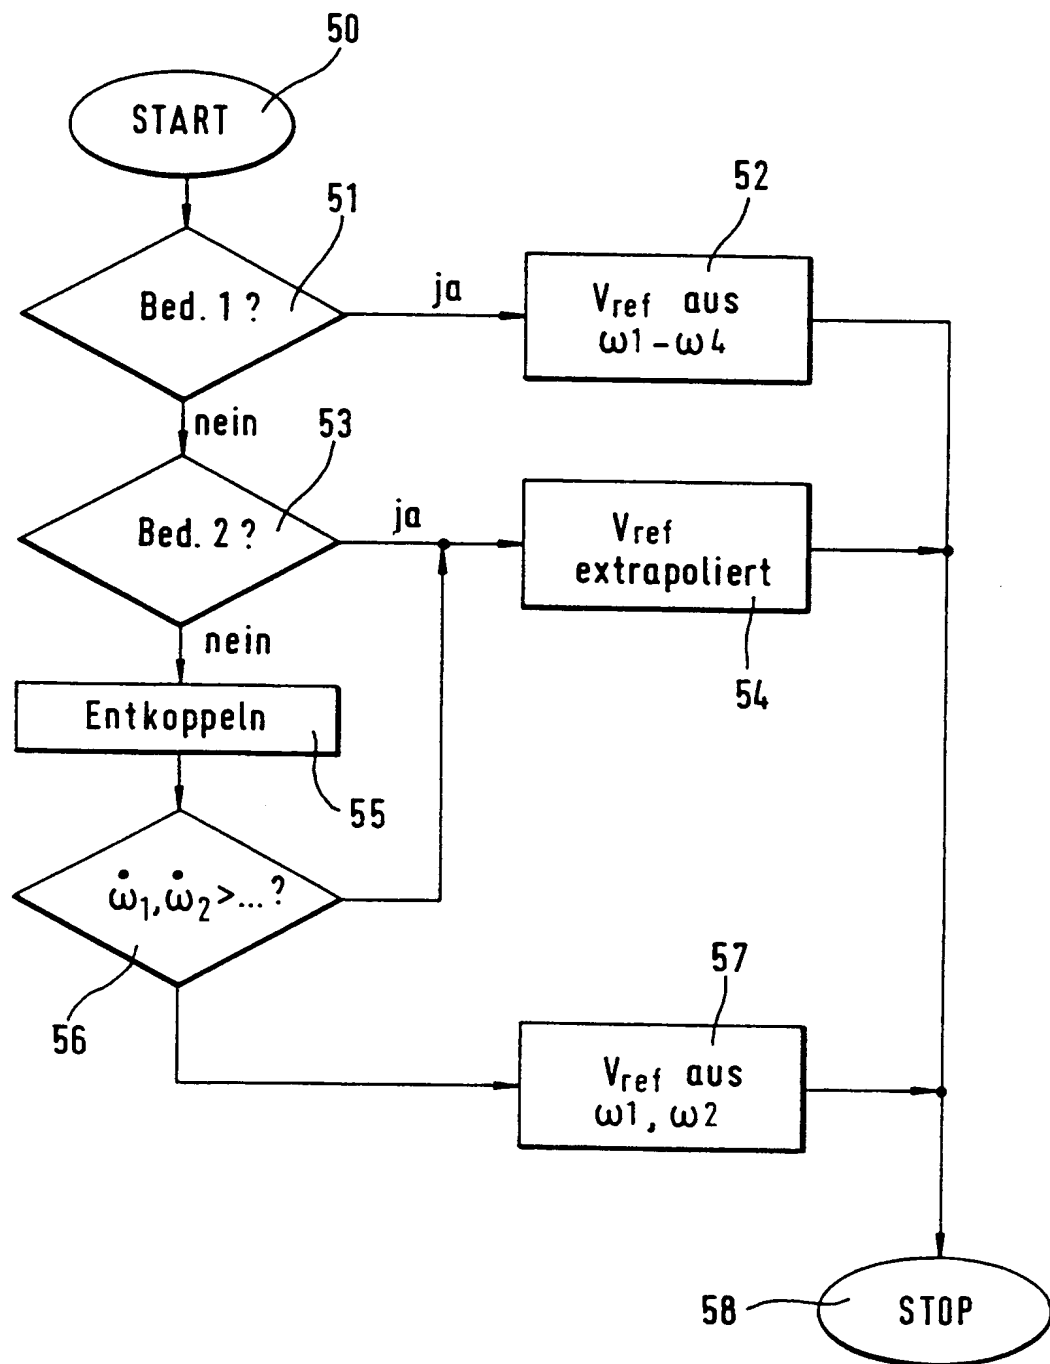 50
START
51
52
Bed. 1 ?
ja
Vref aus
ω1 – ω4
nein
53
Bed. 2 ?
ja
Vref
extrapoliert
nein
54
Entkoppeln
55
ω̇1, ω̇2 > ... ?
56
57
Vref aus
ω1, ω2
58
STOP